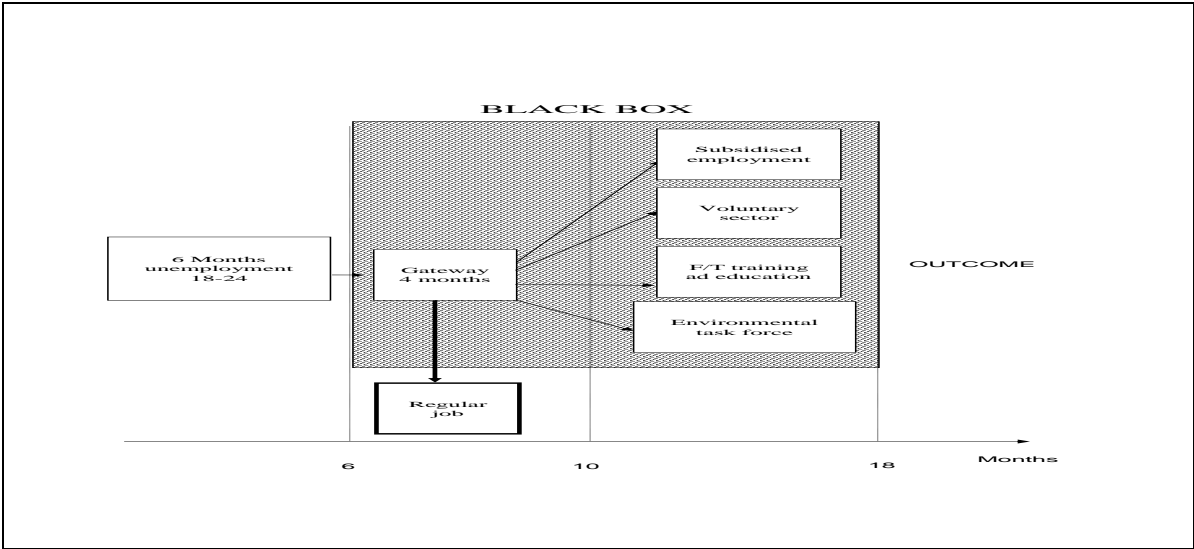 BLACK BOX
Subsidised
employment
Voluntary
sector
6 Months
unemployment
18-24
Gateway
4 months
F/T training
ad education
OUTCOME
Environmental
task force
Regular
job
6
10
18
Months